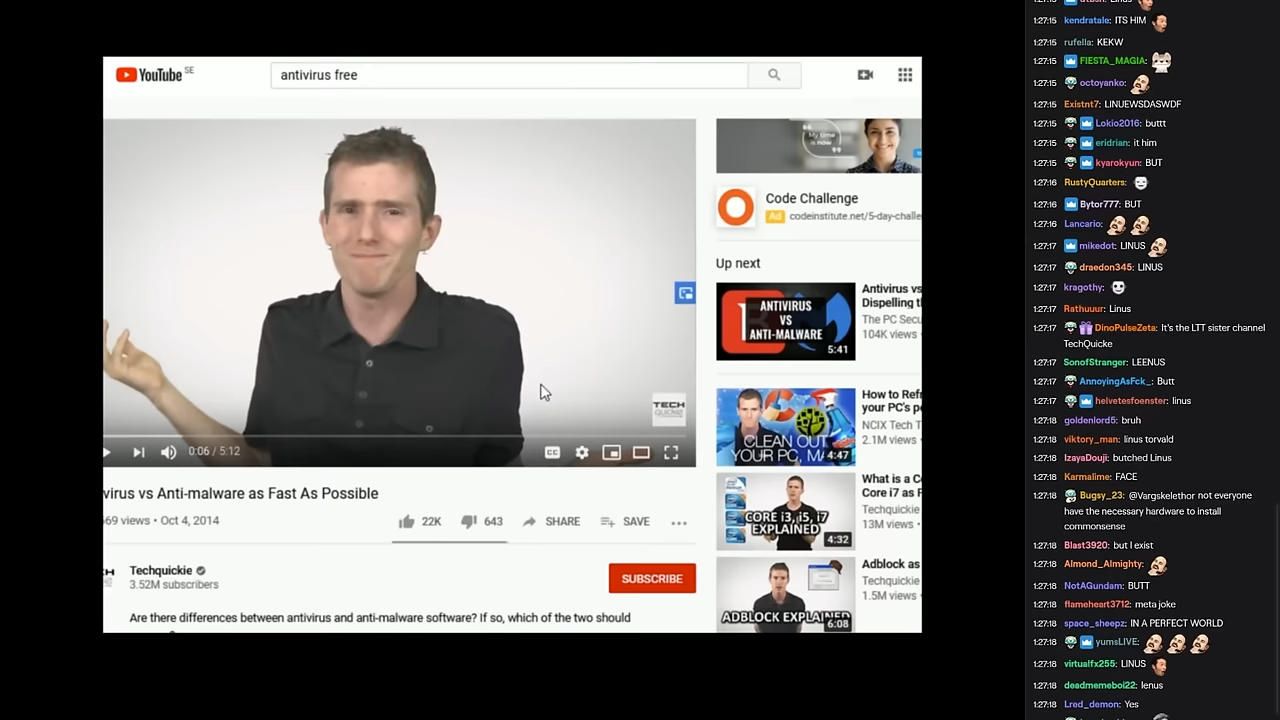 YouTube SE
antivirus free
TECH
quickie
0:06 / 5:12
virus vs Anti-malware as Fast As Possible
669 views • Oct 4, 2014
22K
643
SHARE
SAVE
Techquickie
3.52M subscribers
SUBSCRIBE
Are there differences between antivirus and anti-malware software? If so, which of the two should
My time
is now
Code Challenge
Ad codeinstitute.net/5-day-challe
Up next
ANTIVIRUS
VS
ANTI-MALWARE
5:41
Antivirus vs
Dispelling t
The PC Secu
104K views
CLEAN OUT
YOUR PC, MA
4:47
How to Refr
your PC's p
NCIX Tech T
2.1M views
CORE i3, i5, i7
EXPLAINED
4:32
What is a C
Core i7 as F
Techquickie
13M views
ADBLOCK EXPLAINED
6:08
Adblock as
Techquickie
1.5M views
1:27:15 kendratale: ITS HIM
1:27:15 rufella: KEKW
1:27:15 FIESTA_MAGIA:
1:27:15 octoyanko:
1:27:15 Existnt7: LINUEWSDASWDF
1:27:15 Lokio2016: buttt
1:27:15 eridrian: it him
1:27:15 kyarokyun: BUT
1:27:16 RustyQuarters:
1:27:16 Bytor777: BUT
1:27:16 Lancario:
1:27:17 mikedot: LINUS
1:27:17 draedon345: LINUS
1:27:17 kragothy:
1:27:17 Rathuuur: Linus
1:27:17 DinoPulseZeta: It's the LTT sister channel
TechQuicke
1:27:17 SonofStranger: LEENUS
1:27:17 AnnoyingAsFck_: Butt
1:27:17 helvetesfoenster: linus
1:27:18 goldenlord5: bruh
1:27:18 viktory_man: linus torvald
1:27:18 IzayaDouji: butched Linus
1:27:18 Karmalime: FACE
1:27:18 Bugsy_23: @Vargskelethor not everyone
have the necessary hardware to install
commonsense
1:27:18 Blast3920: but I exist
1:27:18 Almond_Almighty:
1:27:18 NotAGundam: BUTT
1:27:18 flameheart3712: meta joke
1:27:18 space_sheepz: IN A PERFECT WORLD
1:27:18 yumsLIVE:
1:27:18 virtualfx255: LINUS
1:27:18 deadmemeboi22: lenus
1:27:18 Lred_demon: Yes